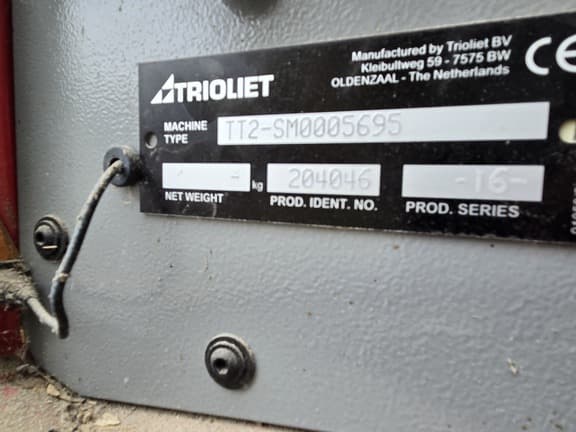 TRIOLIET
Manufactured by Trioliet BV
Kleibultweg 59 - 7575 BW
OLDENZAAL - The Netherlands
CE
MACHINE TYPE
TT2-SM0005695
- kg 204046 -16-
NET WEIGHT PROD. IDENT. NO. PROD. SERIES